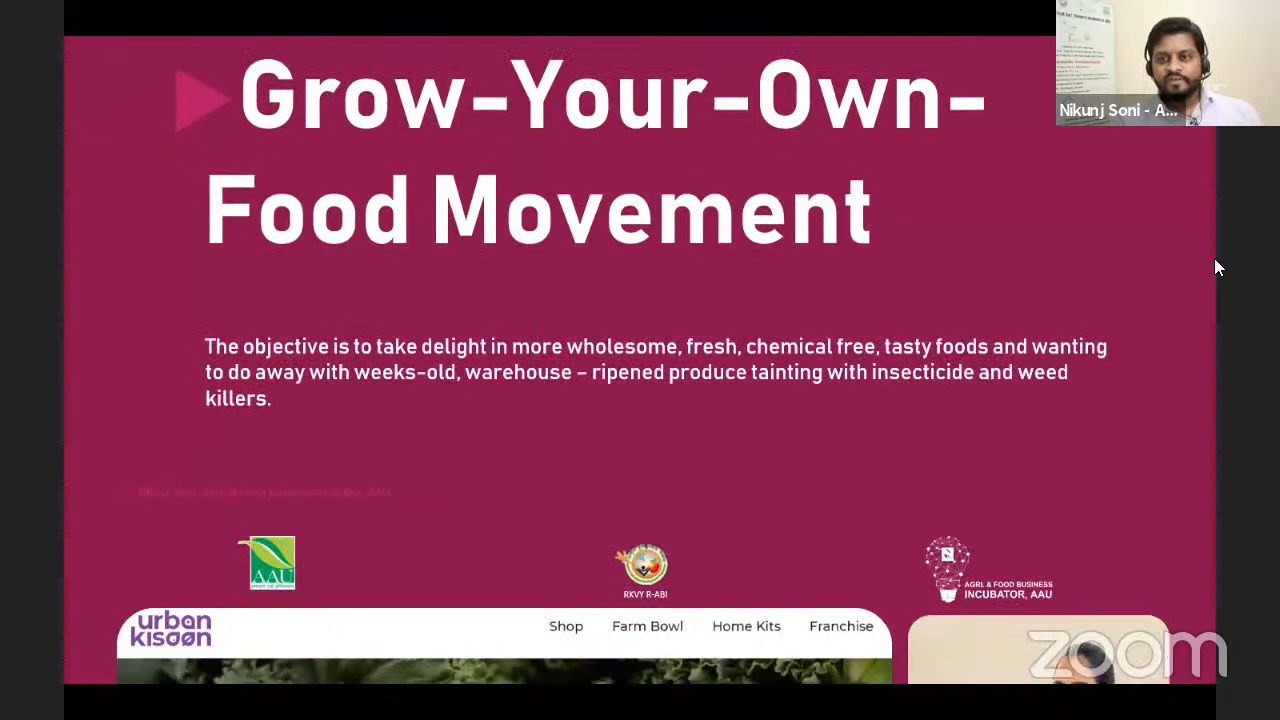 Grow-Your-Own-
Food Movement
Nikunj Soni - A...
The objective is to take delight in more wholesome, fresh, chemical free, tasty foods and wanting
to do away with weeks-old, warehouse – ripened produce tainting with insecticide and weed
killers.
AAU
RKVY R-ABI
AGRI. & FOOD BUSINESS
INCUBATOR, AAU
urban
kisaan
Shop Farm Bowl Home Kits Franchise
zoom